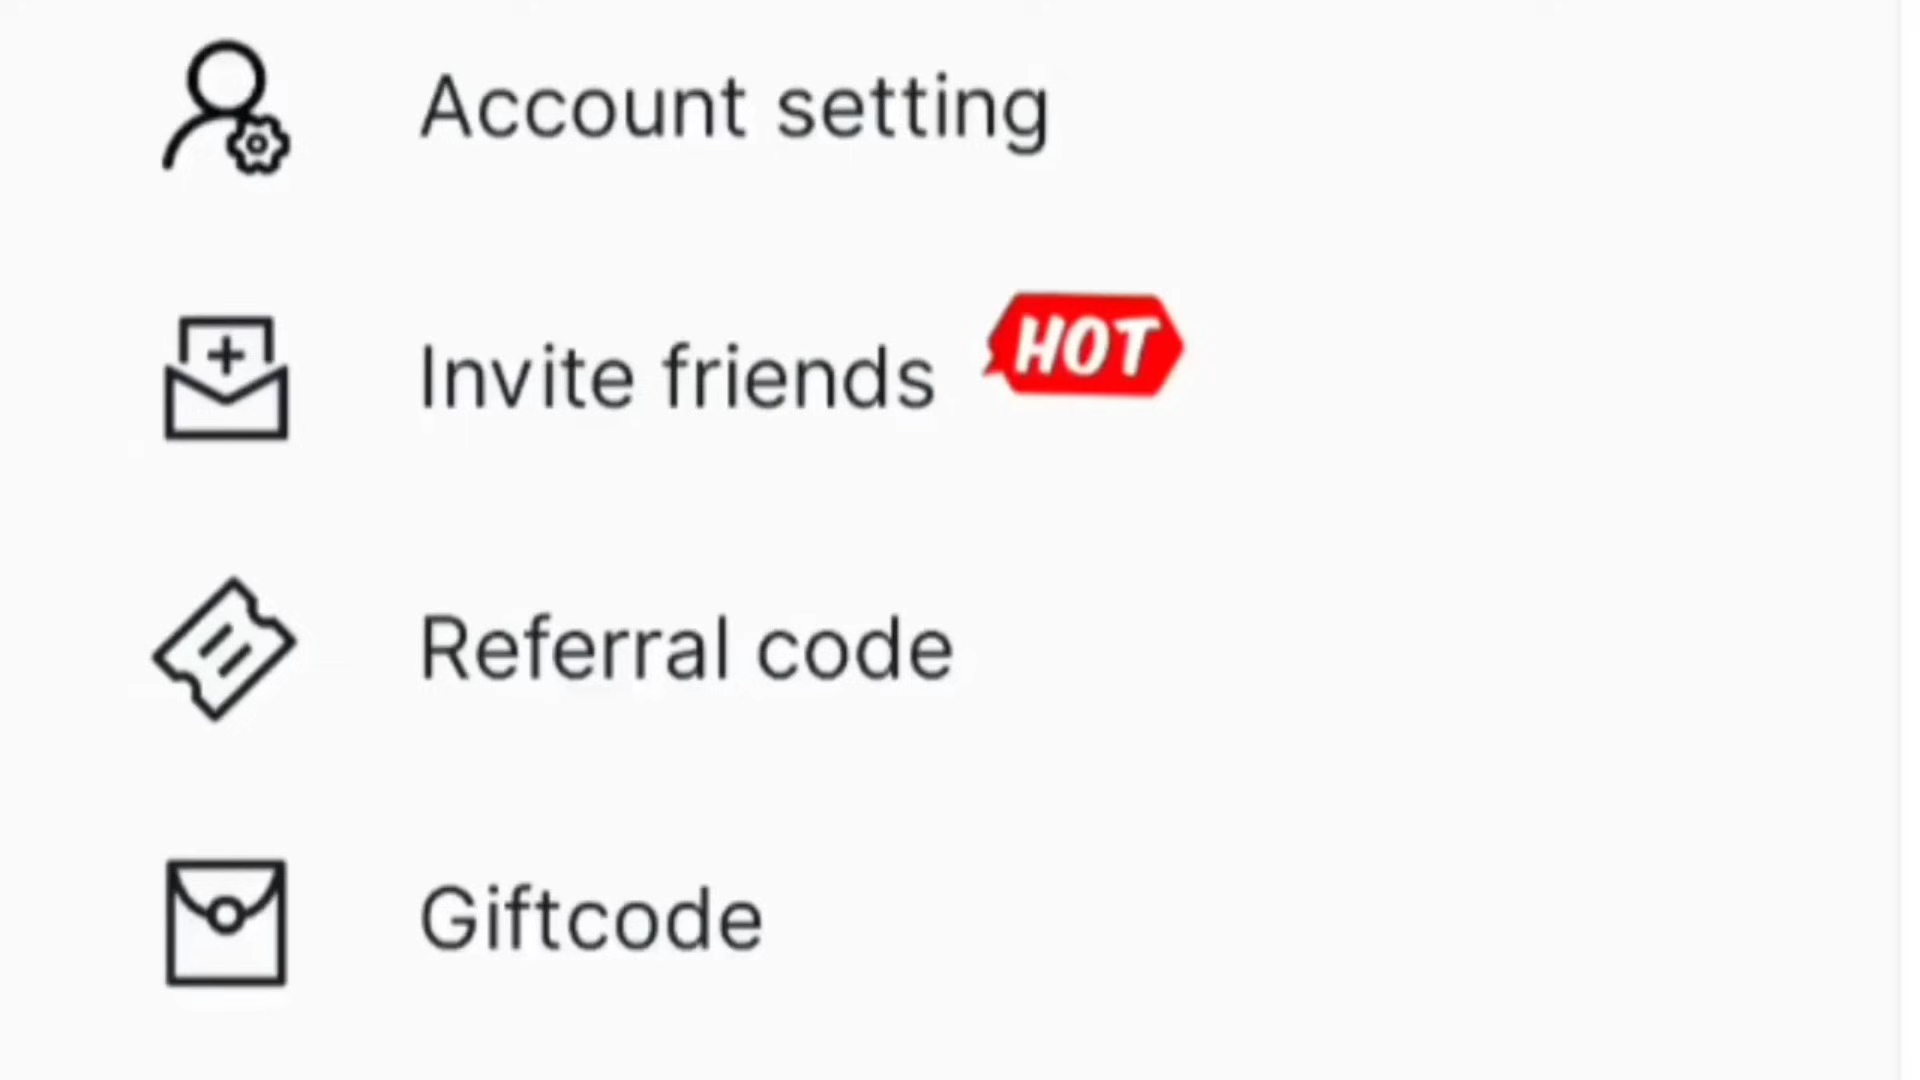 Account setting
Invite friends HOT
Referral code
Giftcode